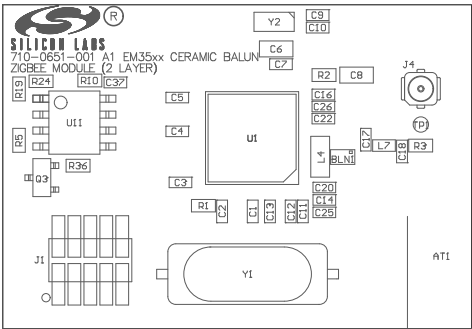 SILICON LABS
®
710-0651-001 A1 EM35xx CERAMIC BALUN
ZIGBEE MODULE (2 LAYER)
Y2
C9
C10
C6
C7
R2
C8
J4
R19
R24
R10
C37
U11
C5
C4
C3
U1
C16
C26
C22
TP1
L4
BLN1
C17
L7
C18
R3
R5
Q3
R36
C20
C14
C25
R1
C2
C1
C13
C12
C11
J1
Y1
AT1